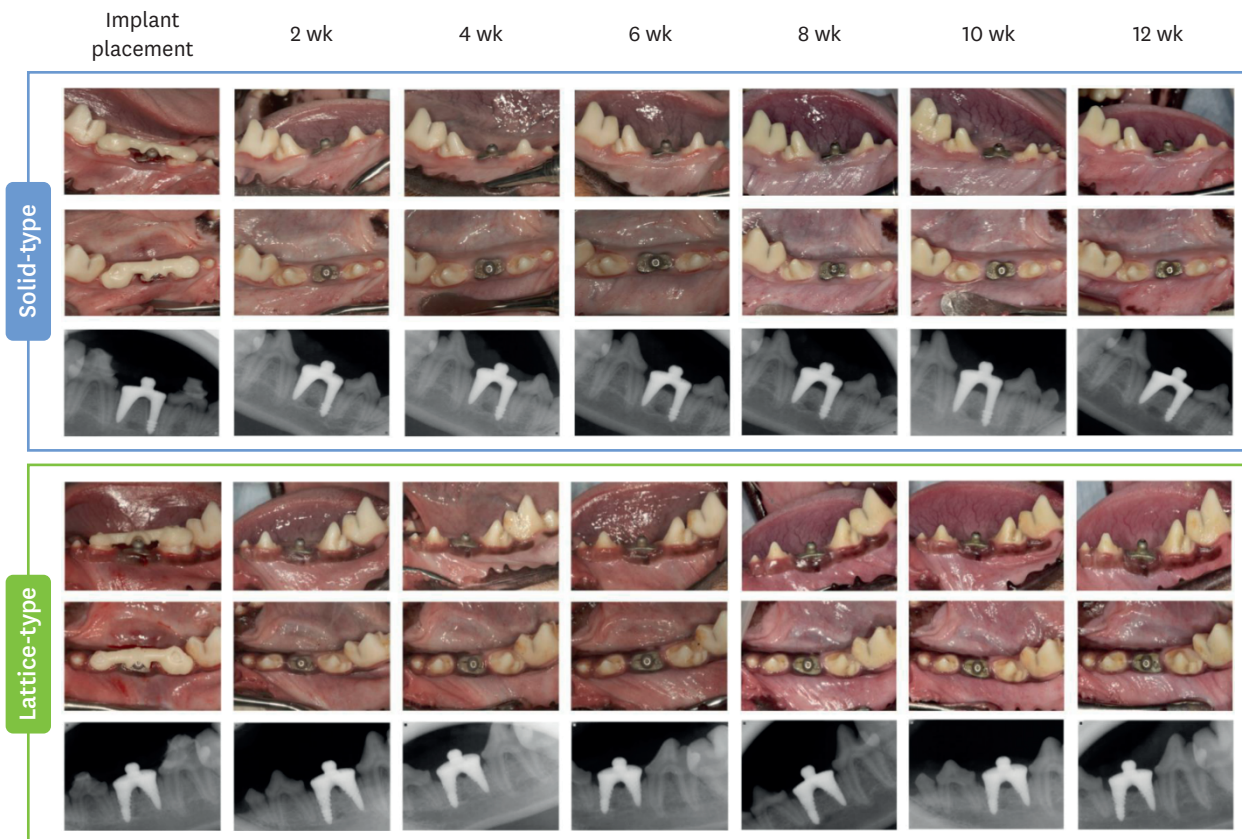 Implant
placement
2 wk
4 wk
6 wk
8 wk
10 wk
12 wk
Solid-type
Lattice-type